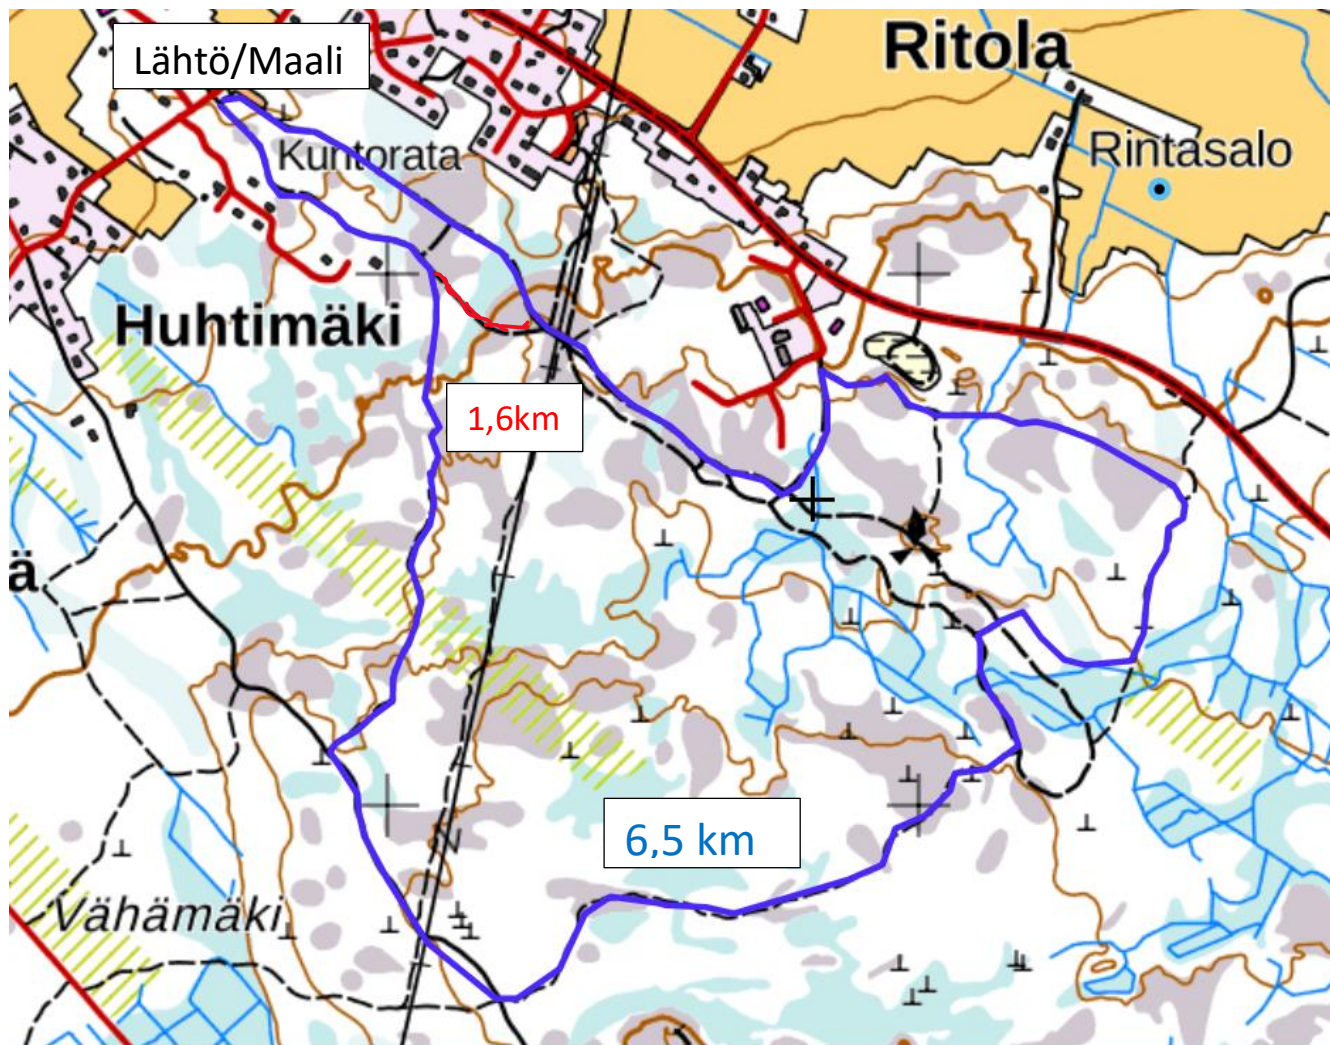 Lähtö/Maali
Ritola
Kuntorata
Rintasalo
Huhtimäki
1,6km
ä
6,5 km
Vähämäki